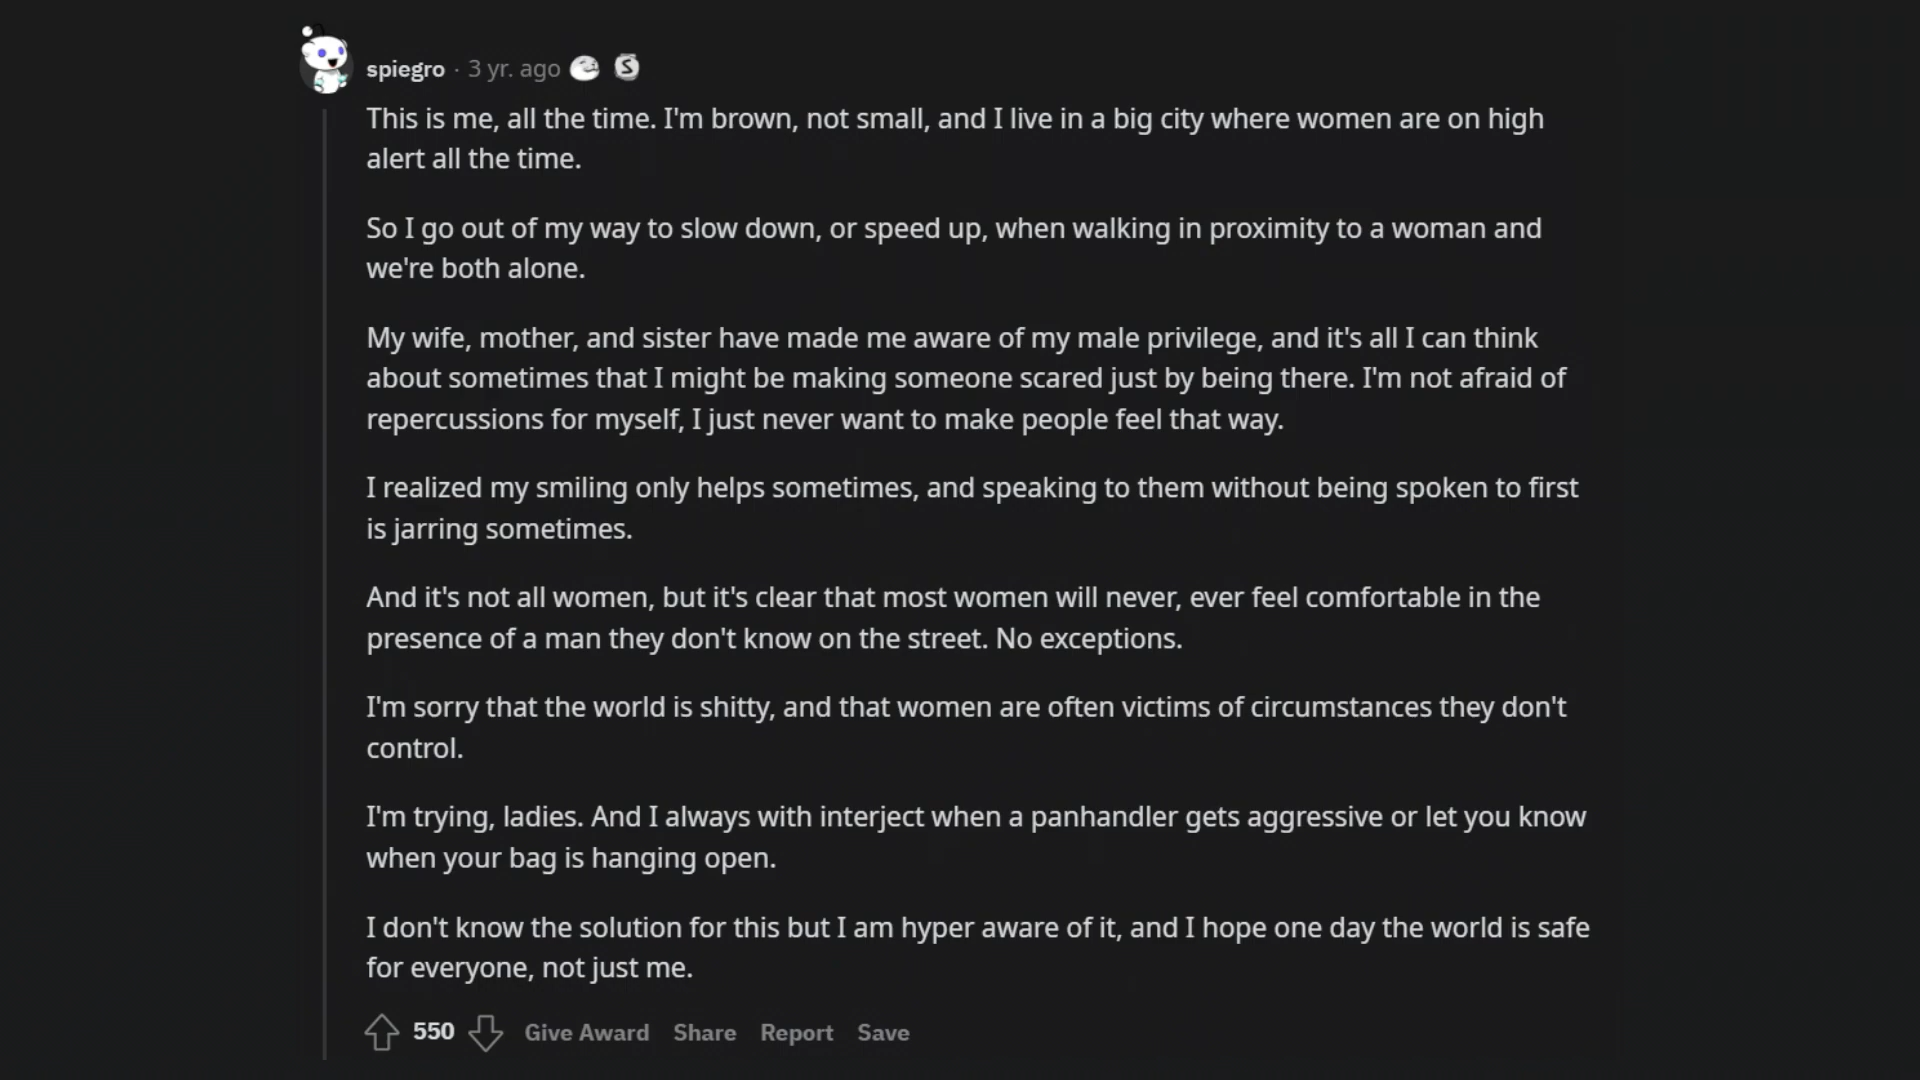 spiegro · 3 yr. ago
This is me, all the time. I'm brown, not small, and I live in a big city where women are on high
alert all the time.
So I go out of my way to slow down, or speed up, when walking in proximity to a woman and
we're both alone.
My wife, mother, and sister have made me aware of my male privilege, and it's all I can think
about sometimes that I might be making someone scared just by being there. I'm not afraid of
repercussions for myself, I just never want to make people feel that way.
I realized my smiling only helps sometimes, and speaking to them without being spoken to first
is jarring sometimes.
And it's not all women, but it's clear that most women will never, ever feel comfortable in the
presence of a man they don't know on the street. No exceptions.
I'm sorry that the world is shitty, and that women are often victims of circumstances they don't
control.
I'm trying, ladies. And I always with interject when a panhandler gets aggressive or let you know
when your bag is hanging open.
I don't know the solution for this but I am hyper aware of it, and I hope one day the world is safe
for everyone, not just me.
550 Give Award Share Report Save